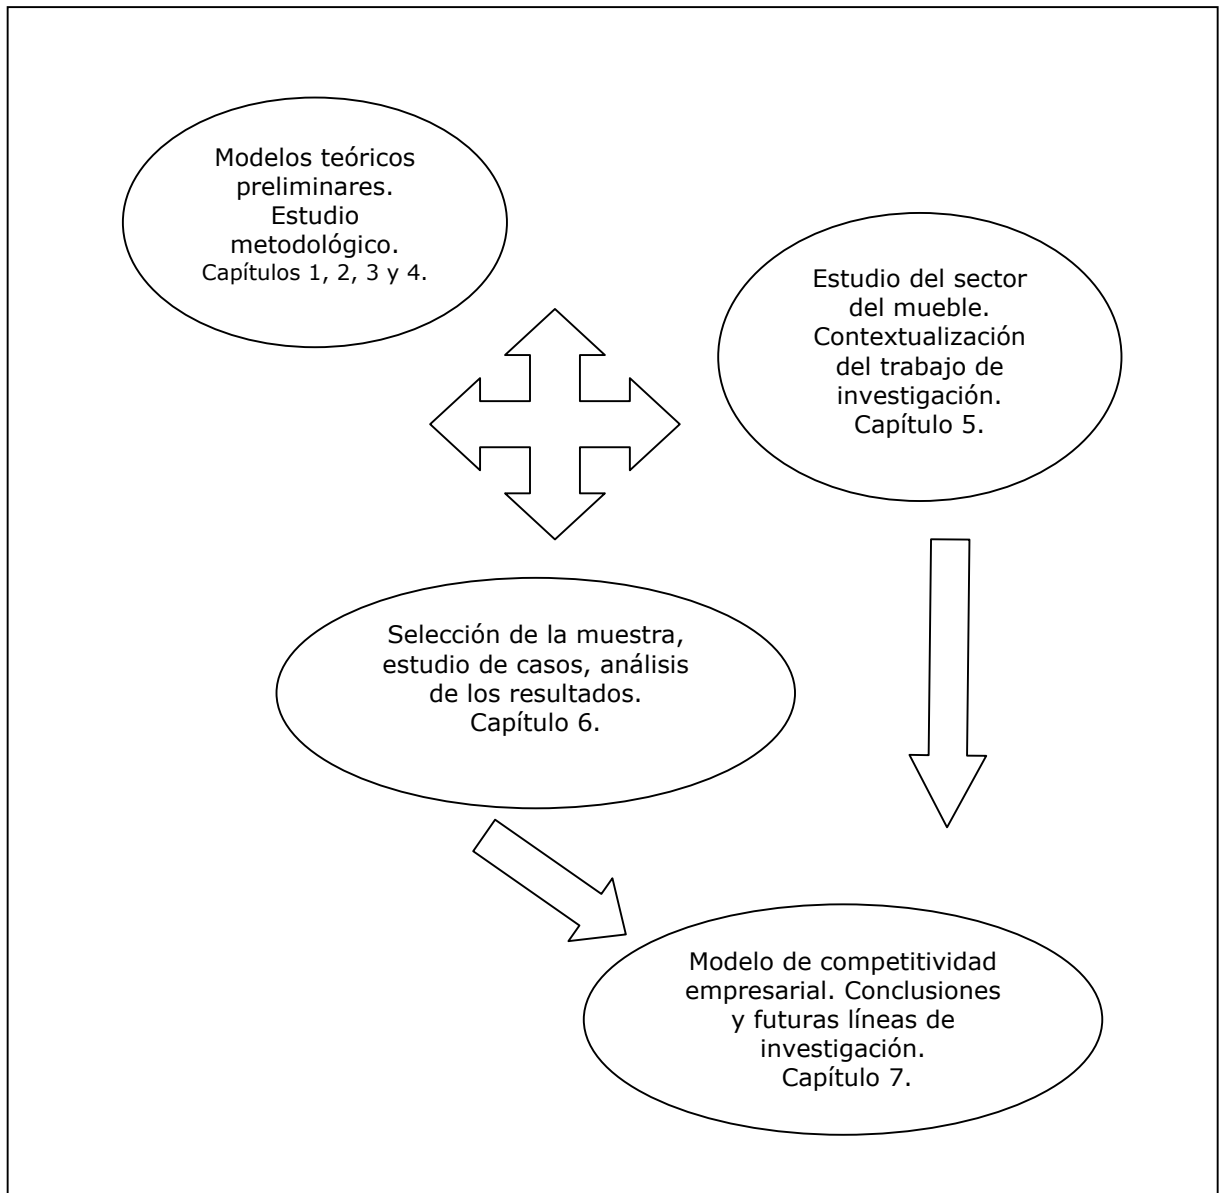 Modelos teóricos
preliminares.
Estudio
metodológico.
Capítulos 1, 2, 3 y 4.
Estudio del sector
del mueble.
Contextualización
del trabajo de
investigación.
Capítulo 5.
Selección de la muestra,
estudio de casos, análisis
de los resultados.
Capítulo 6.
Modelo de competitividad
empresarial. Conclusiones
y futuras líneas de
investigación.
Capítulo 7.